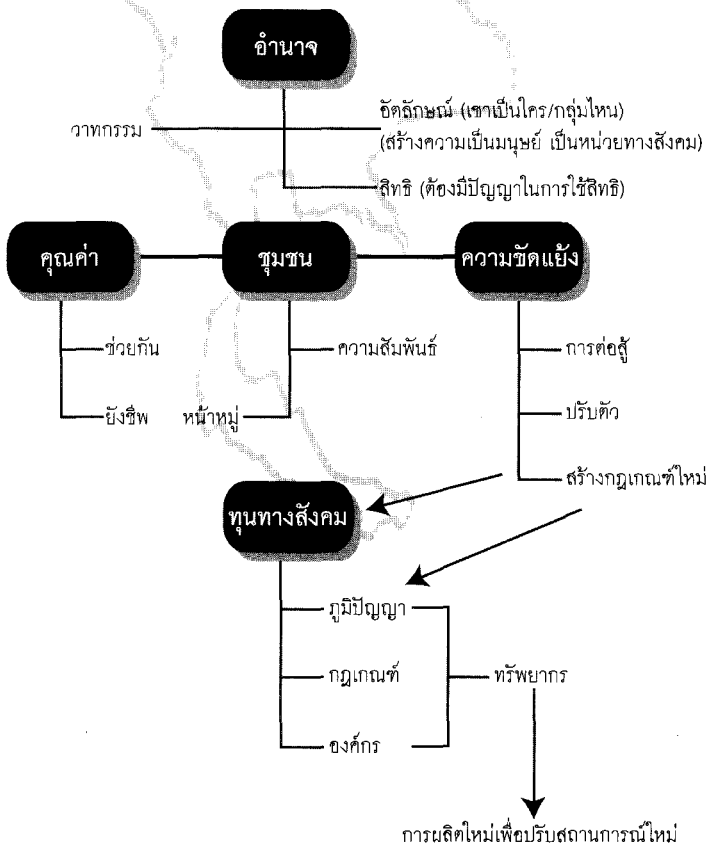 อำนาจ
วาทกรรม
อัตลักษณ์ (เขาเป็นใคร/กลุ่มไหน)
(สร้างความเป็นมนุษย์ เป็นหน่วยทางสังคม)
สิทธิ (ต้องมีปัญญาในการใช้สิทธิ)
คุณค่า
ชุมชน
ความขัดแย้ง
ช่วยกัน
ความสัมพันธ์
การต่อสู้
ยังชีพ
หน้าหมู่
ปรับตัว
สร้างกฎเกณฑ์ใหม่
ทุนทางสังคม
ภูมิปัญญา
กฎเกณฑ์
ทรัพยากร
องค์กร
การผลิตใหม่เพื่อปรับสถานการณ์ใหม่